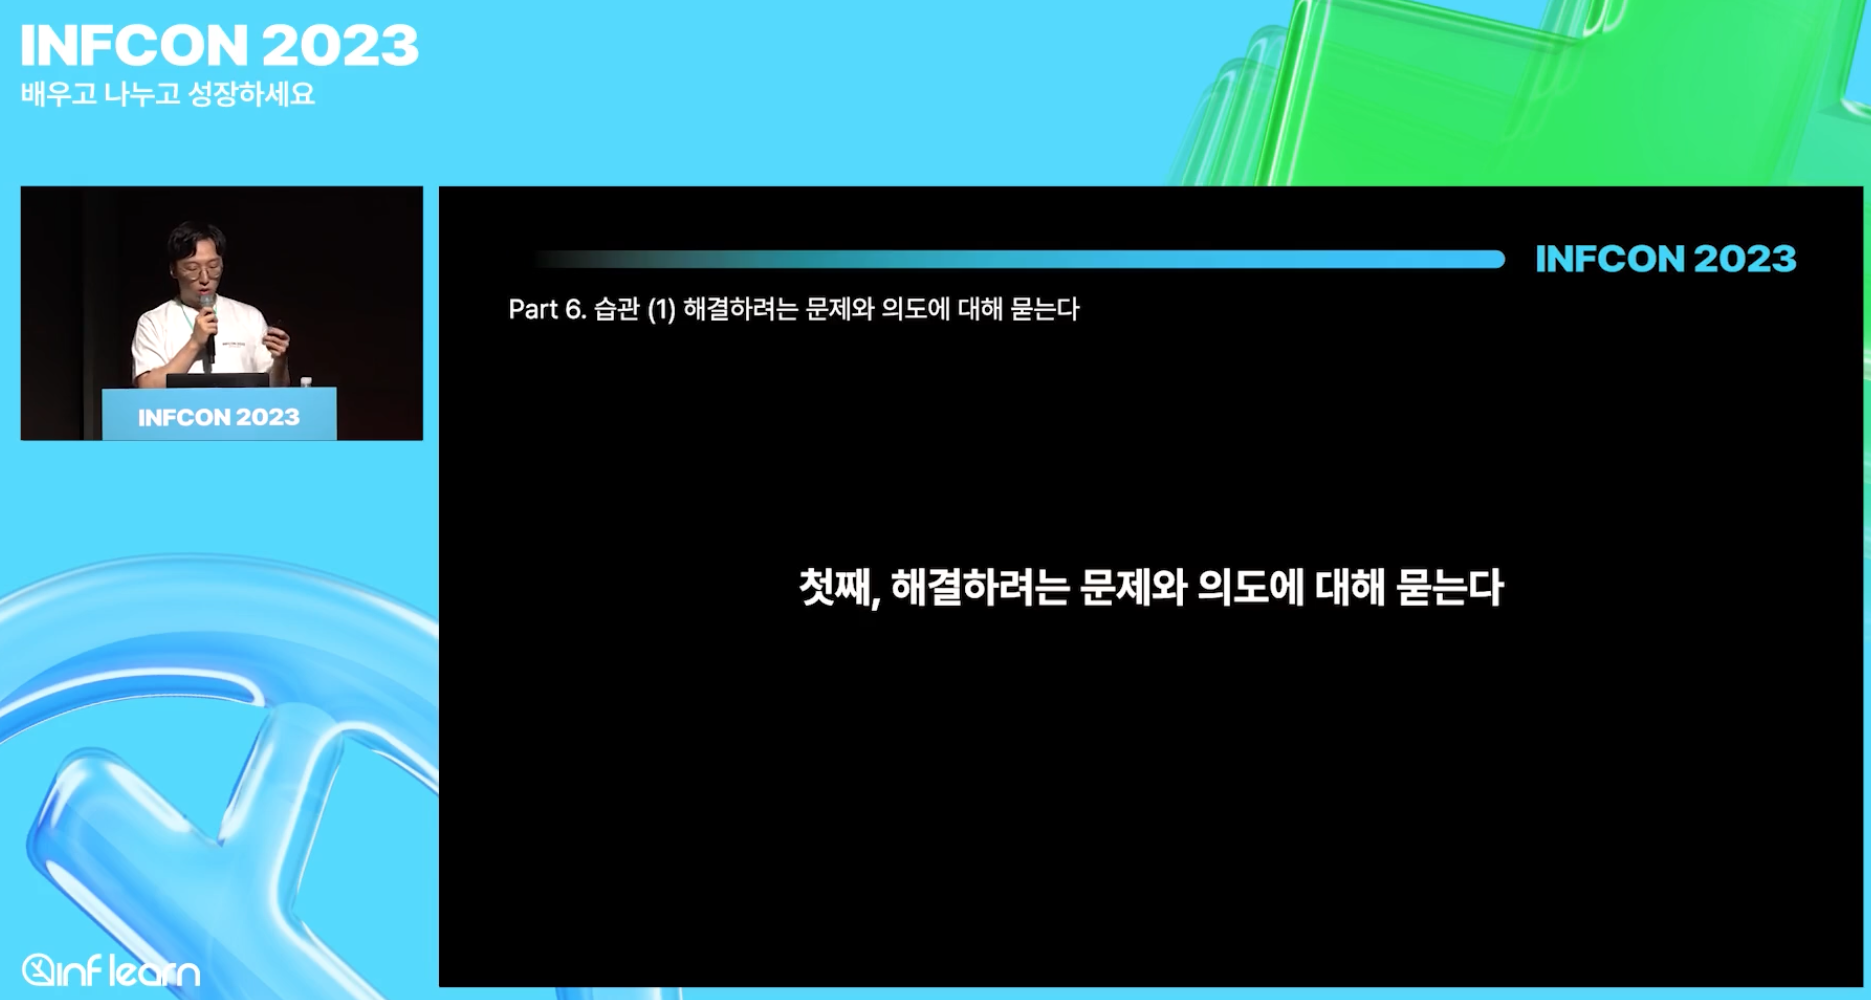 INFCON 2023
배우고 나누고 성장하세요
INFCON 2023
INFCON 2023
Part 6. 습관 (1) 해결하려는 문제와 의도에 대해 묻는다
첫째, 해결하려는 문제와 의도에 대해 묻는다
inflearn